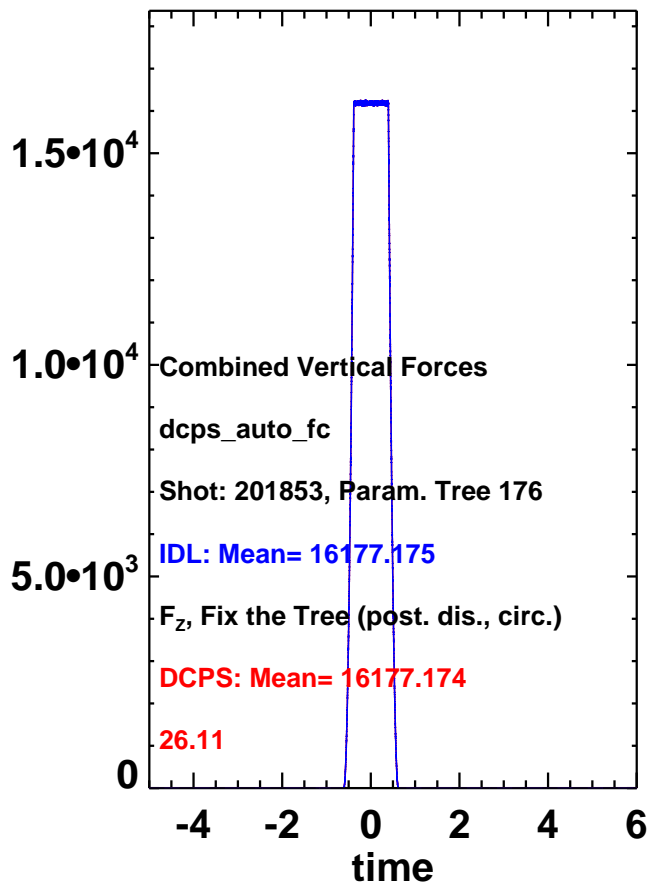 1.5•10⁴
1.0•10⁴
Combined Vertical Forces
dcps_auto_fc
Shot: 201853, Param. Tree 176
IDL: Mean= 16177.175
5.0•10³
F_Z, Fix the Tree (post. dis., circ.)
DCPS: Mean= 16177.174
26.11
0
-4 -2 0 2 4 6
time